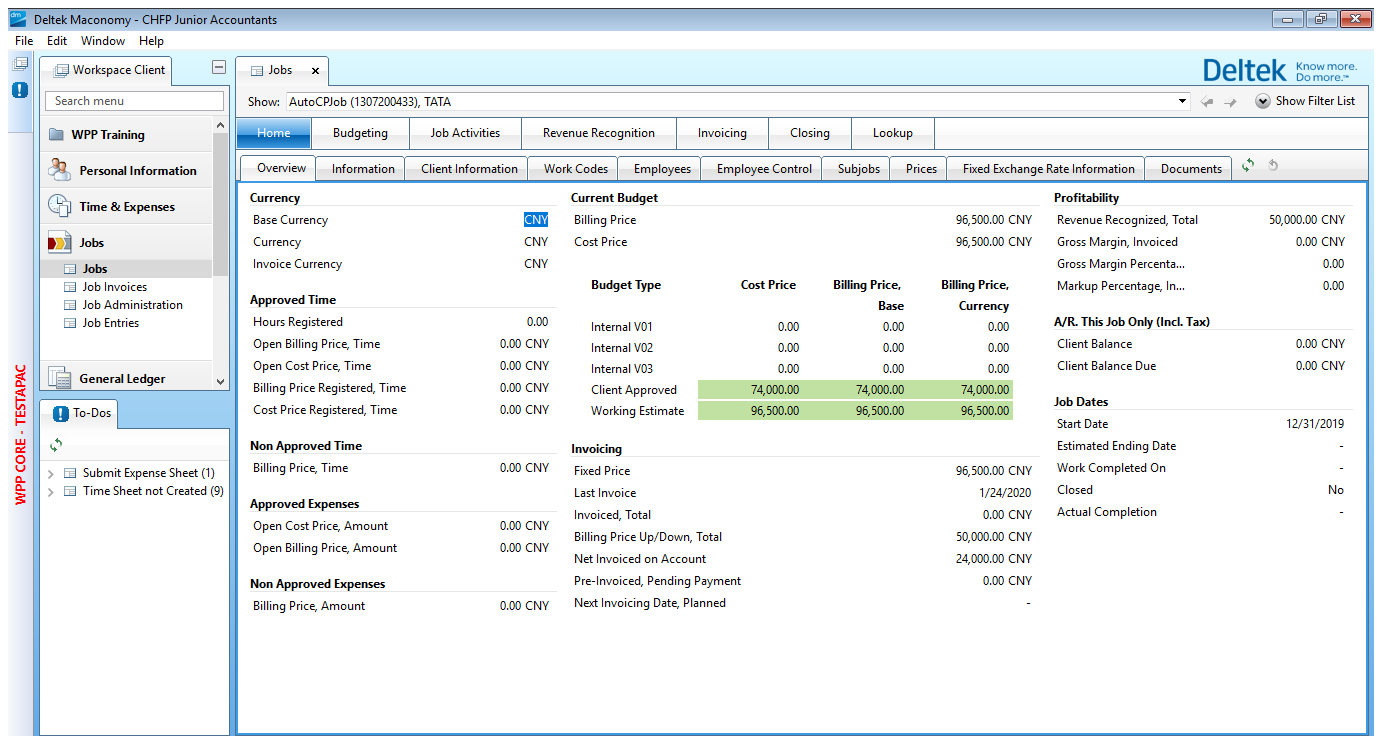 Deltek Maconomy - CHFP Junior Accountants
File Edit Window Help
Workspace Client
Search menu
WPP Training
Personal Information
Time & Expenses
Jobs
Jobs
Job Invoices
Job Administration
Job Entries
General Ledger
To-Dos
Submit Expense Sheet (1)
Time Sheet not Created (9)
WPP CORE - TESTAPAC
Jobs
Deltek Know more.
Do more.™
Show: AutoCPJob (1307200433), TATA
Show Filter List
Home Budgeting Job Activities Revenue Recognition Invoicing Closing Lookup
Overview Information Client Information Work Codes Employees Employee Control Subjobs Prices Fixed Exchange Rate Information Documents
Currency
Base Currency CNY
Currency CNY
Invoice Currency CNY
Approved Time
Hours Registered 0.00
Open Billing Price, Time 0.00 CNY
Open Cost Price, Time 0.00 CNY
Billing Price Registered, Time 0.00 CNY
Cost Price Registered, Time 0.00 CNY
Non Approved Time
Billing Price, Time 0.00 CNY
Approved Expenses
Open Cost Price, Amount 0.00 CNY
Open Billing Price, Amount 0.00 CNY
Non Approved Expenses
Billing Price, Amount 0.00 CNY
Current Budget
Billing Price 96,500.00 CNY
Cost Price 96,500.00 CNY
Budget Type Cost Price Billing Price, Billing Price,
Base Currency
Internal V01 0.00 0.00 0.00
Internal V02 0.00 0.00 0.00
Internal V03 0.00 0.00 0.00
Client Approved 74,000.00 74,000.00 74,000.00
Working Estimate 96,500.00 96,500.00 96,500.00
Invoicing
Fixed Price 96,500.00 CNY
Last Invoice 1/24/2020
Invoiced, Total 0.00 CNY
Billing Price Up/Down, Total 50,000.00 CNY
Net Invoiced on Account 24,000.00 CNY
Pre-Invoiced, Pending Payment 0.00 CNY
Next Invoicing Date, Planned -
Profitability
Revenue Recognized, Total 50,000.00 CNY
Gross Margin, Invoiced 0.00 CNY
Gross Margin Percenta... 0.00
Markup Percentage, In... 0.00
A/R. This Job Only (Incl. Tax)
Client Balance 0.00 CNY
Client Balance Due 0.00 CNY
Job Dates
Start Date 12/31/2019
Estimated Ending Date -
Work Completed On -
Closed No
Actual Completion -